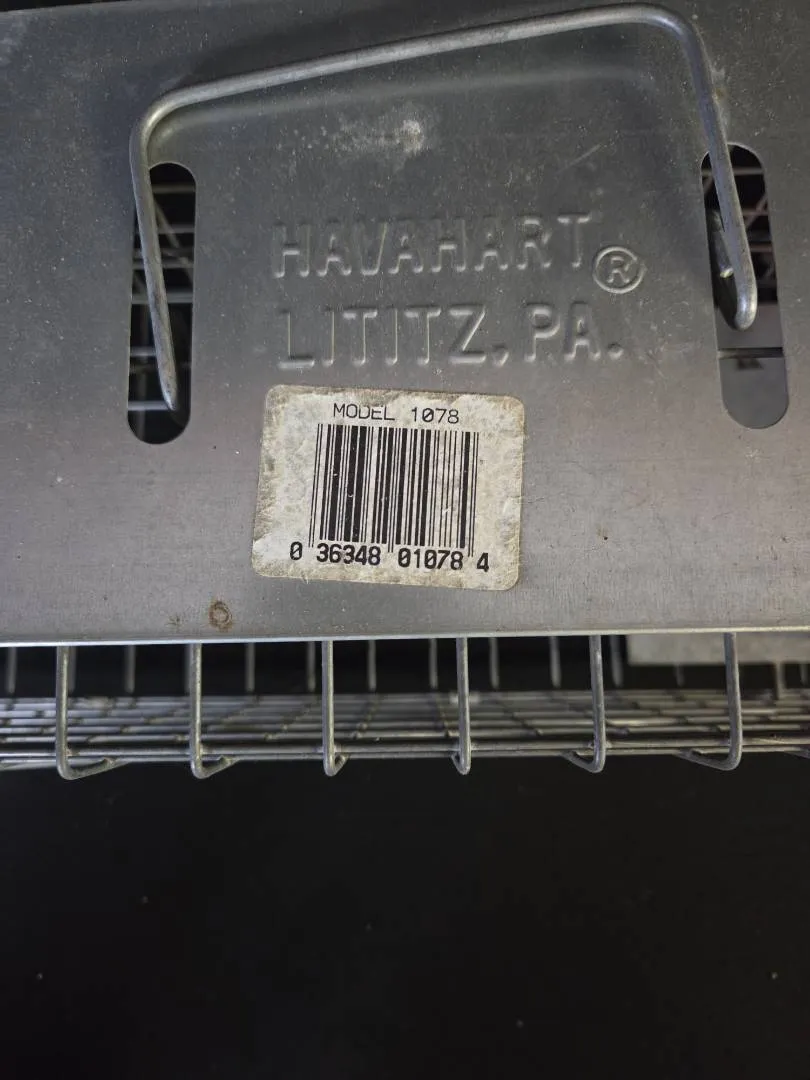 HAVAHART®
LITITZ, PA.
MODEL 1078
0 36348 01078 4